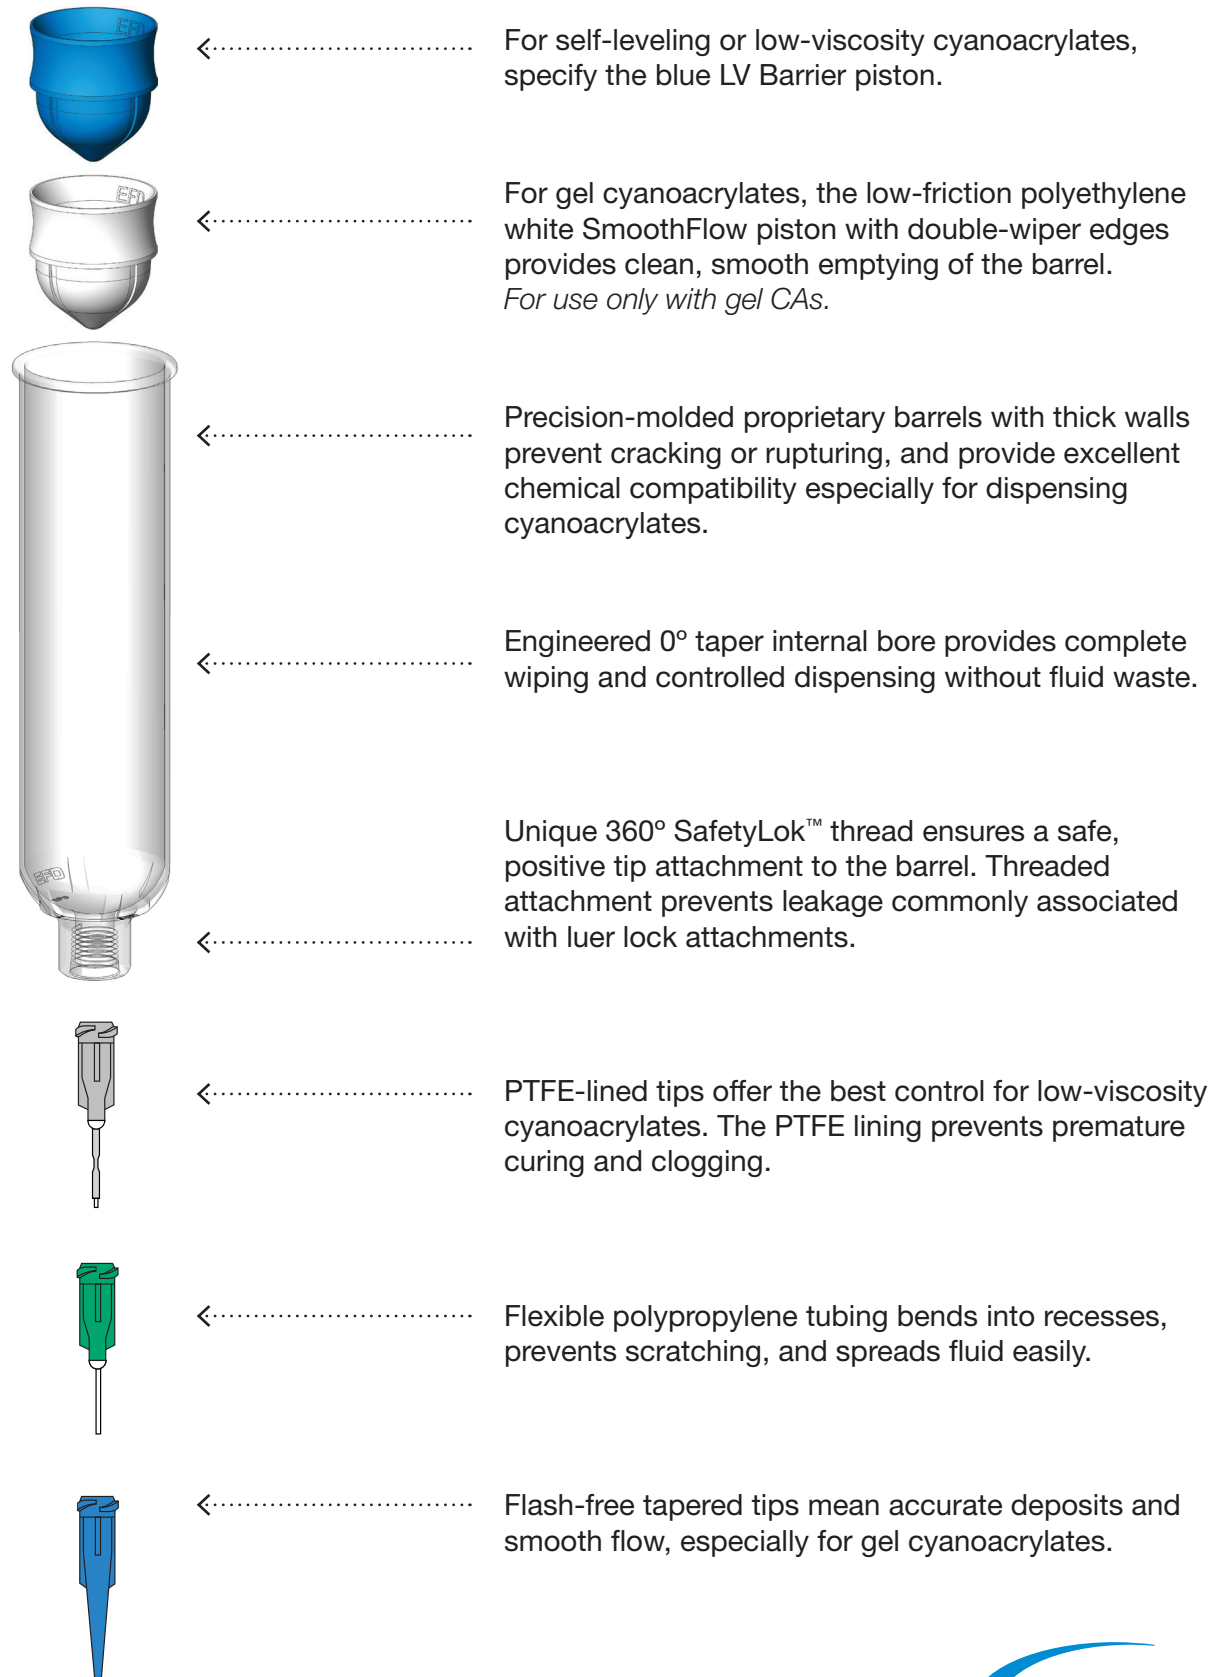 EFD
For self-leveling or low-viscosity cyanoacrylates,
specify the blue LV Barrier piston.
EFD
For gel cyanoacrylates, the low-friction polyethylene
white SmoothFlow piston with double-wiper edges
provides clean, smooth emptying of the barrel.
For use only with gel CAs.
Precision-molded proprietary barrels with thick walls
prevent cracking or rupturing, and provide excellent
chemical compatibility especially for dispensing
cyanoacrylates.
Engineered 0º taper internal bore provides complete
wiping and controlled dispensing without fluid waste.
Unique 360º SafetyLok™ thread ensures a safe,
positive tip attachment to the barrel. Threaded
attachment prevents leakage commonly associated
with luer lock attachments.
EFD
PTFE-lined tips offer the best control for low-viscosity
cyanoacrylates. The PTFE lining prevents premature
curing and clogging.
Flexible polypropylene tubing bends into recesses,
prevents scratching, and spreads fluid easily.
Flash-free tapered tips mean accurate deposits and
smooth flow, especially for gel cyanoacrylates.